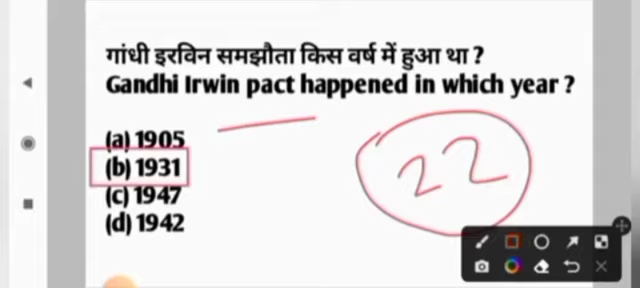 गांधी इरविन समझौता किस वर्ष में हुआ था ?
Gandhi Irwin pact happened in which year ?
(a) 1905
(b) 1931
(c) 1947
(d) 1942
22